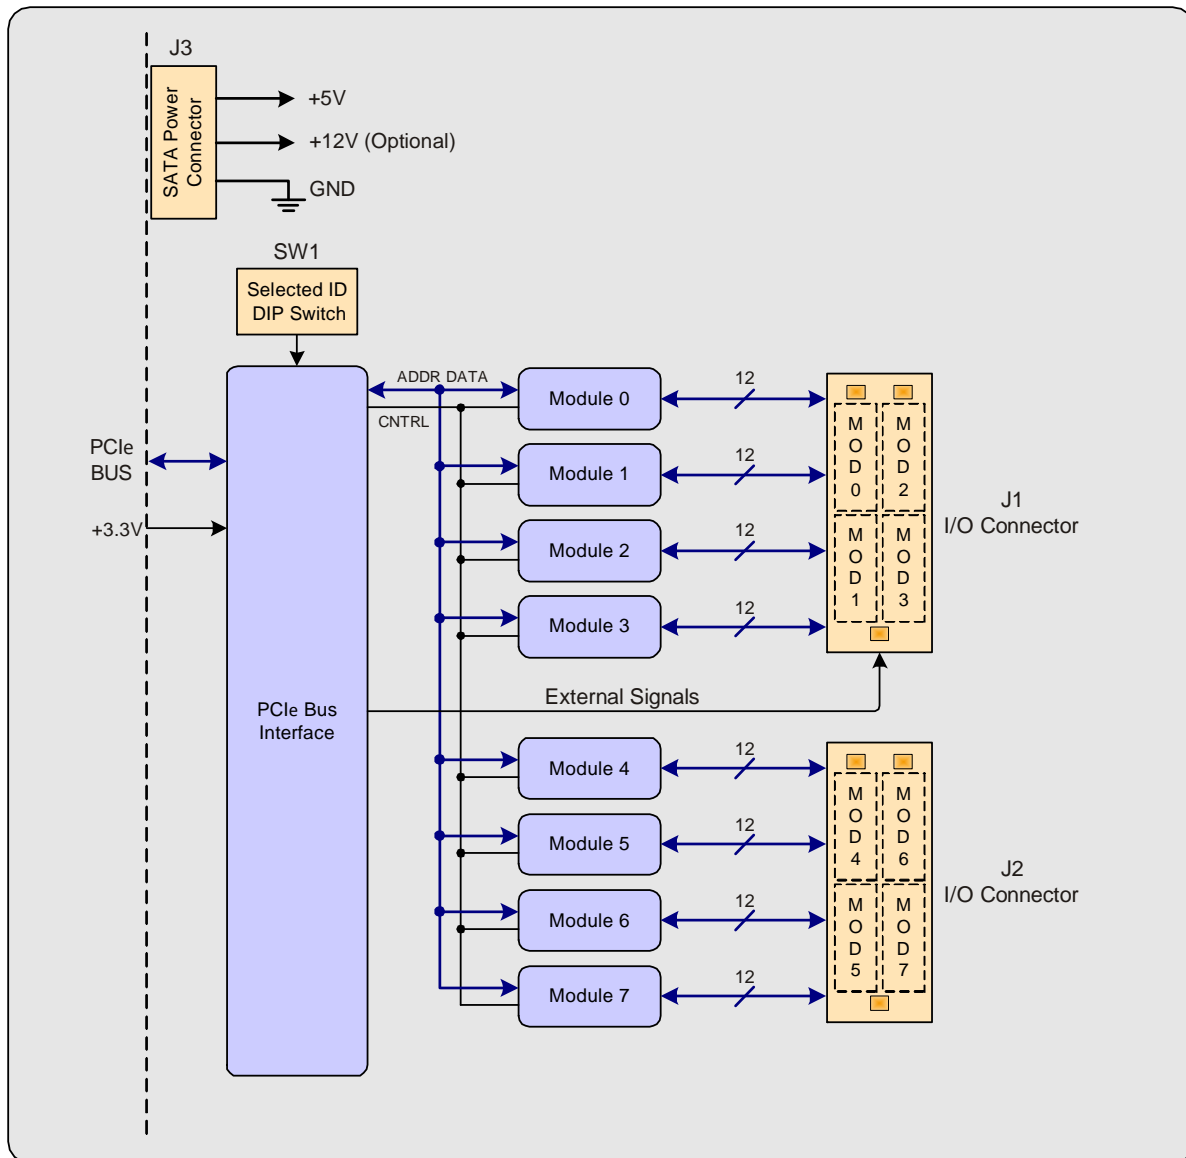 J3
SATA Power
Connector
+5V
+12V (Optional)
GND
SW1
Selected ID
DIP Switch
ADDR DATA
CNTRL
PCIe
BUS
+3.3V
PCIe Bus
Interface
Module 0
12
Module 1
12
Module 2
12
Module 3
12
External Signals
Module 4
12
Module 5
12
Module 6
12
Module 7
12
MOD0
MOD2
MOD1
MOD3
J1
I/O Connector
MOD4
MOD6
MOD5
MOD7
J2
I/O Connector